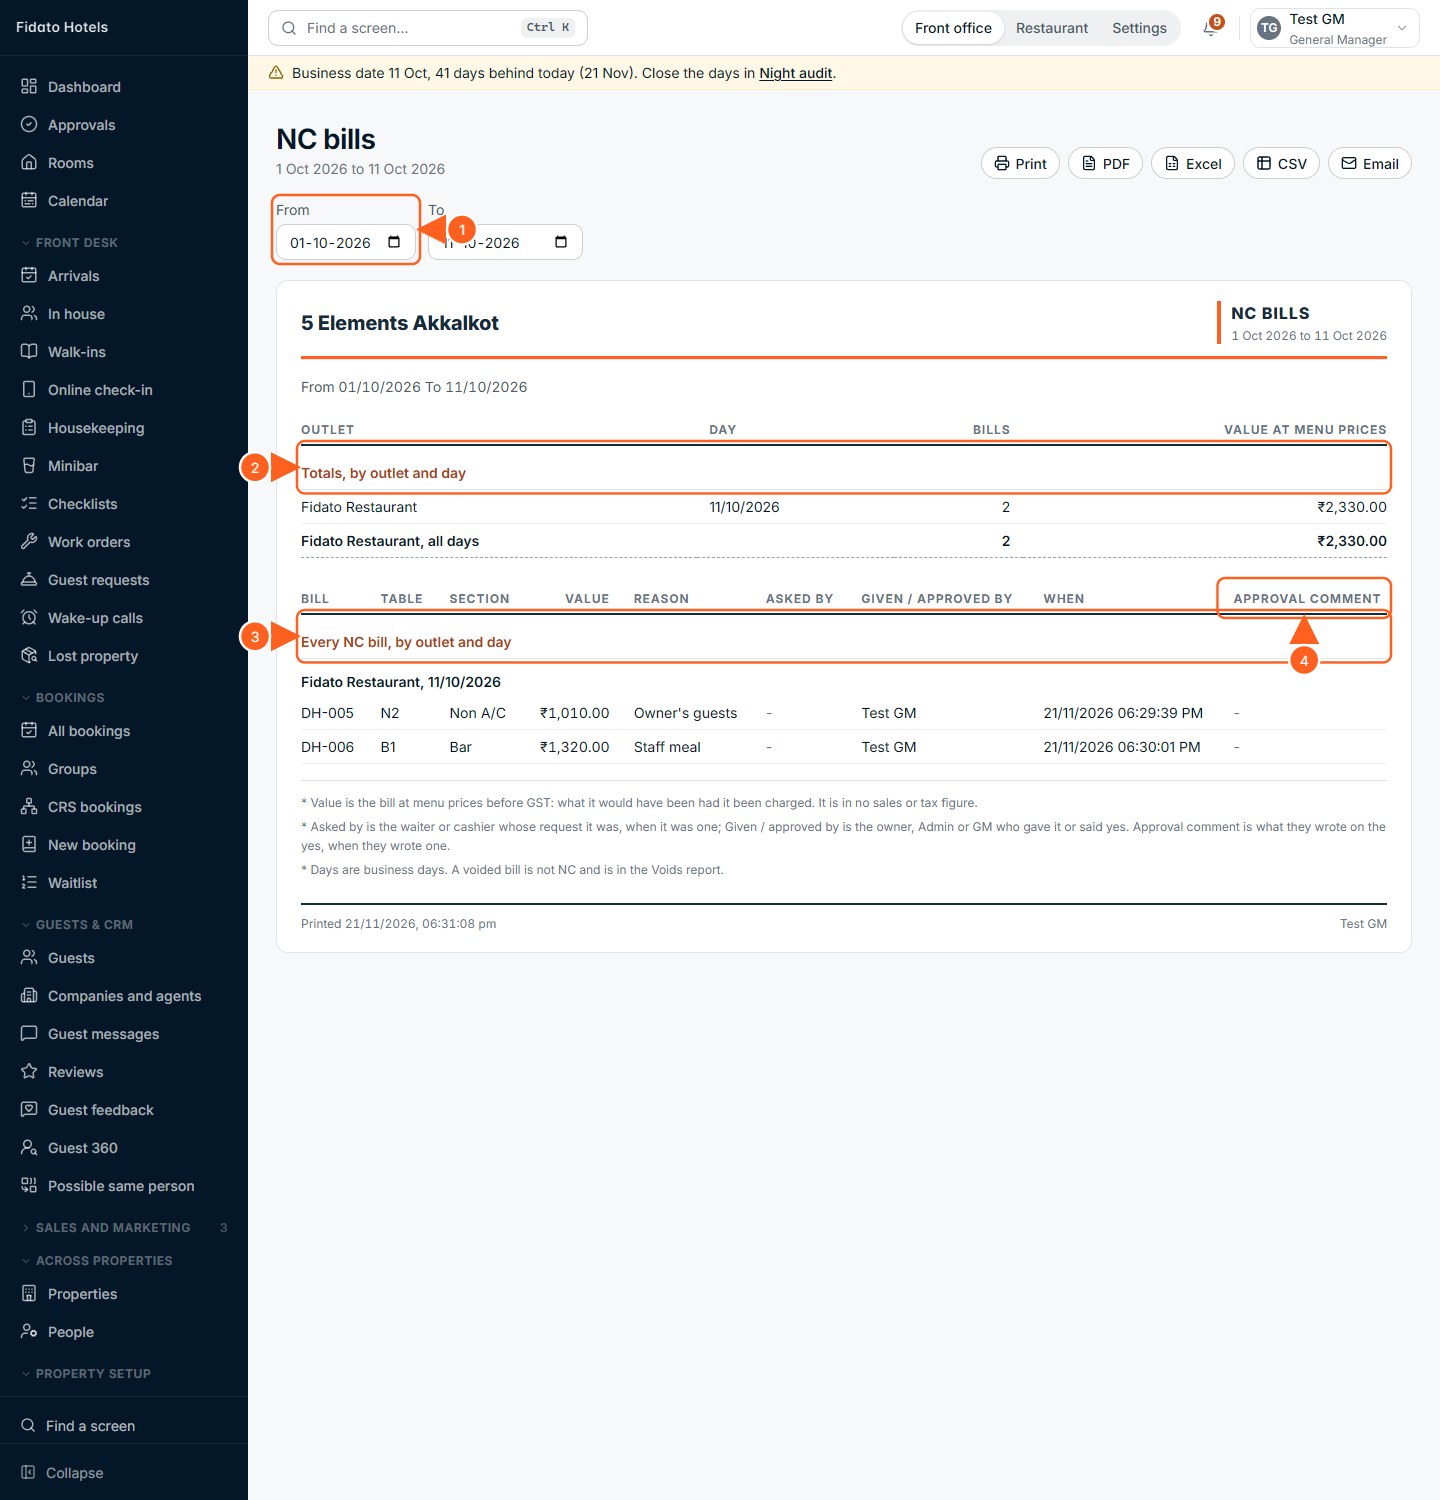 Fidato Hotels
Find a screen...
Ctrl K
Front office
Restaurant
Settings
9
TG
Test GM
General Manager
Business date 11 Oct, 41 days behind today (21 Nov). Close the days in Night audit.
Dashboard
Approvals
Rooms
Calendar
FRONT DESK
Arrivals
In house
Walk-ins
Online check-in
Housekeeping
Minibar
Checklists
Work orders
Guest requests
Wake-up calls
Lost property
BOOKINGS
All bookings
Groups
CRS bookings
New booking
Waitlist
GUESTS & CRM
Guests
Companies and agents
Guest messages
Reviews
Guest feedback
Guest 360
Possible same person
SALES AND MARKETING 3
ACROSS PROPERTIES
Properties
People
PROPERTY SETUP
Find a screen
Collapse
NC bills
1 Oct 2026 to 11 Oct 2026
Print
PDF
Excel
CSV
Email
From
To
01-10-2026
1
5 Elements Akkalkot
NC BILLS
1 Oct 2026 to 11 Oct 2026
From 01/10/2026 To 11/10/2026
OUTLET DAY BILLS VALUE AT MENU PRICES
2
Totals, by outlet and day
Fidato Restaurant 11/10/2026 2 ₹2,330.00
Fidato Restaurant, all days 2 ₹2,330.00
BILL TABLE SECTION VALUE REASON ASKED BY GIVEN / APPROVED BY WHEN APPROVAL COMMENT
3
Every NC bill, by outlet and day
4
Fidato Restaurant, 11/10/2026
DH-005 N2 Non A/C ₹1,010.00 Owner's guests - Test GM 21/11/2026 06:29:39 PM -
DH-006 B1 Bar ₹1,320.00 Staff meal - Test GM 21/11/2026 06:30:01 PM -
* Value is the bill at menu prices before GST: what it would have been had it been charged. It is in no sales or tax figure.
* Asked by is the waiter or cashier whose request it was, when it was one; Given / approved by is the owner, Admin or GM who gave it or said yes. Approval comment is what they wrote on the
yes, when they wrote one.
* Days are business days. A voided bill is not NC and is in the Voids report.
Printed 21/11/2026, 06:31:08 pm
Test GM